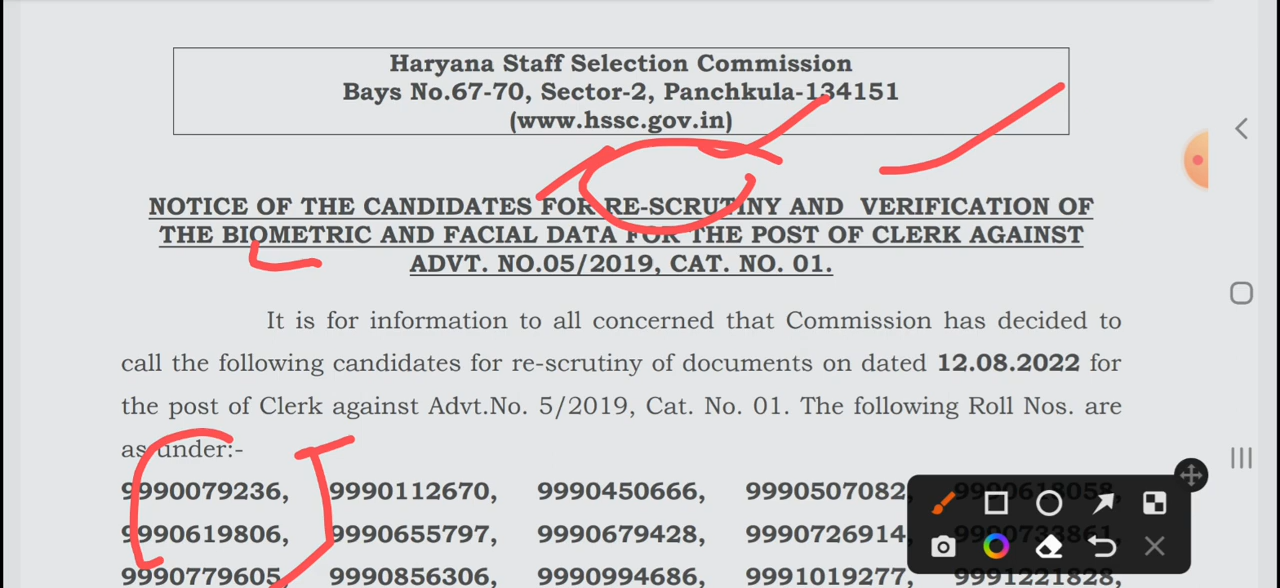 Haryana Staff Selection Commission
Bays No.67-70, Sector-2, Panchkula-134151
(www.hssc.gov.in)
NOTICE OF THE CANDIDATES FOR RE-SCRUTINY AND VERIFICATION OF
THE BIOMETRIC AND FACIAL DATA FOR THE POST OF CLERK AGAINST
ADVT. NO.05/2019, CAT. NO. 01.
It is for information to all concerned that Commission has decided to
call the following candidates for re-scrutiny of documents on dated 12.08.2022 for
the post of Clerk against Advt.No. 5/2019, Cat. No. 01. The following Roll Nos. are
as under:-
9990079236, 9990112670, 9990450666, 9990507082, 9990618058,
9990619806, 9990655797, 9990679428, 9990726914, 9990733861,
9990779605, 9990856306, 9990994686, 9991019277, 9991221828,